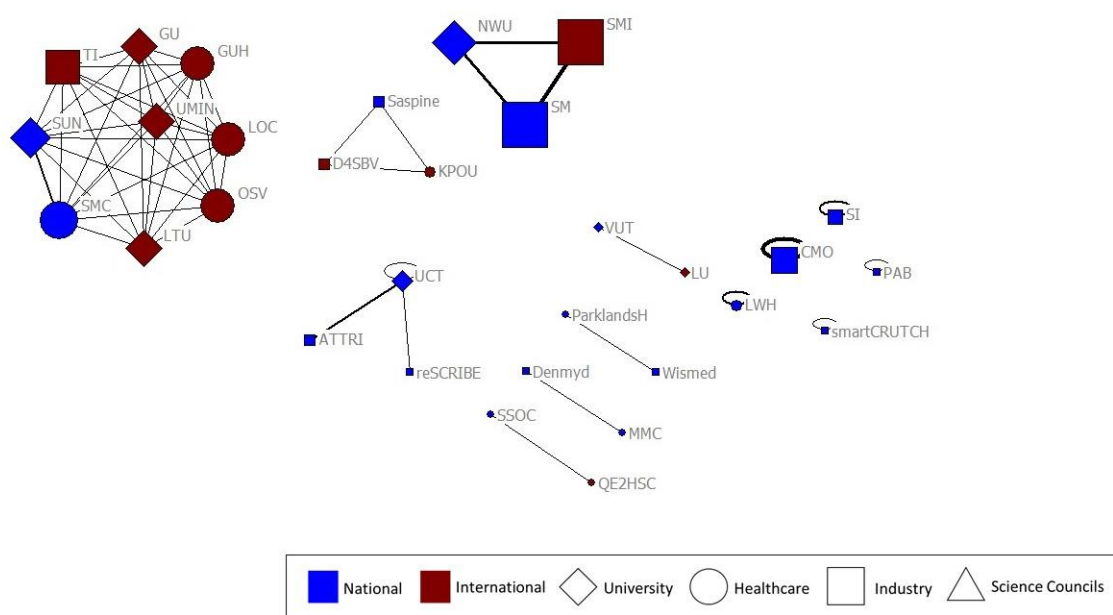 GU
TI
GUH
NWU
SMI
Saspine
UMIN
SM
SUN
LOC
D4SBV
KPOU
OSV
SMC
SI
LTU
VUT
CMO
UCT
LU
PAB
LWH
ParklandsH
smartCRUTCH
ATTRI
reSCRIBE
Denmyd
Wismed
SSOC
MMC
QE2HSC
National
International
University
Healthcare
Industry
Science Councils